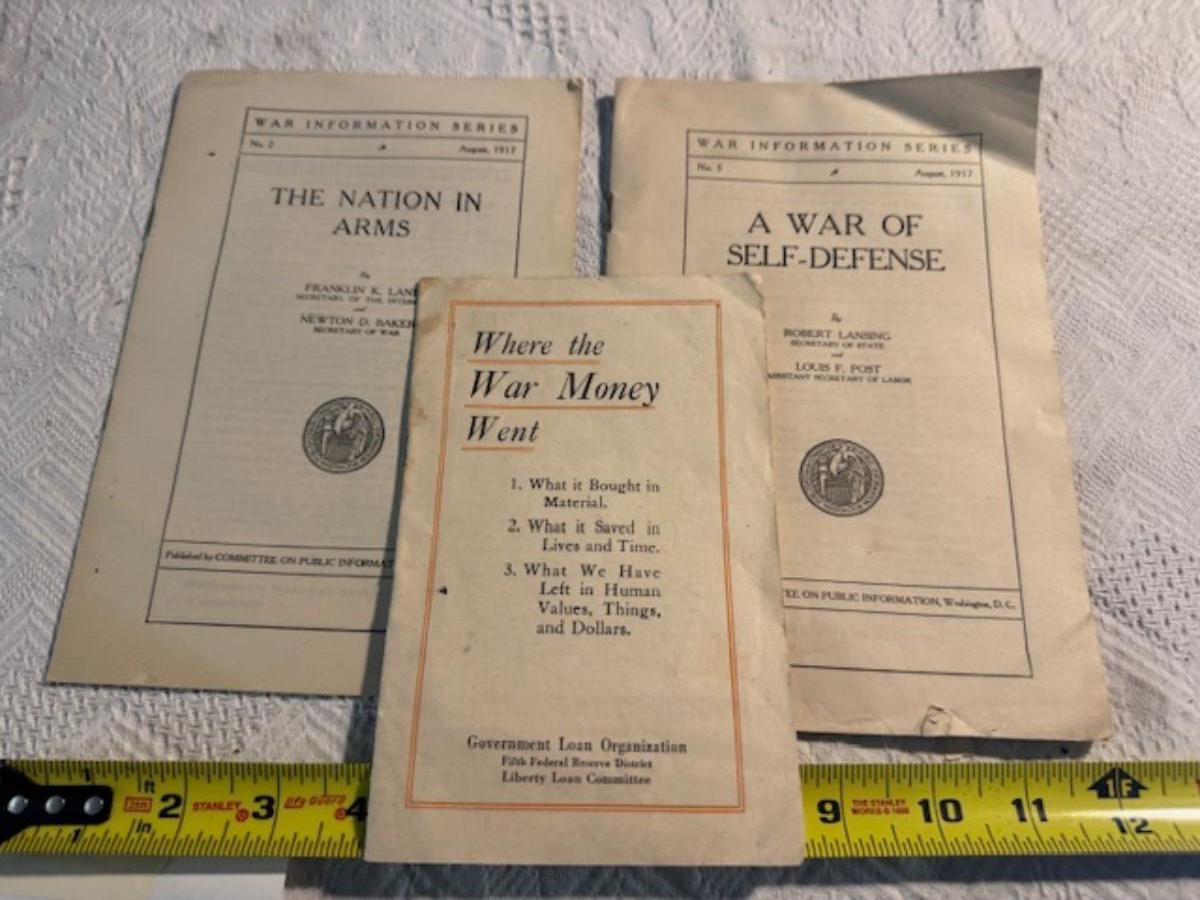 WAR INFORMATION SERIES
No. 2 August, 1917
THE NATION IN
ARMS
By
FRANKLIN K. LANE
SECRETARY OF THE INTER
and
NEWTON D. BAKER
SECRETARY OF WAR
Published by COMMITTEE ON PUBLIC INFORMAT
WAR INFORMATION SERIES
No. 5 August, 1917
A WAR OF
SELF-DEFENSE
By
ROBERT LANSING
SECRETARY OF STATE
and
LOUIS F. POST
ASSISTANT SECRETARY OF LABOR
EE ON PUBLIC INFORMATION, Washington, D.C.
Where the
War Money
Went
1. What it Bought in
Material.
2. What it Saved in
Lives and Time.
3. What We Have
Left in Human
Values, Things,
and Dollars.
Government Loan Organization
Fifth Federal Reserve District
Liberty Loan Committee
1 ft 2 STANLEY 3 4 9 THE STANLEY 10 11 1F
1 in WORKS © 12